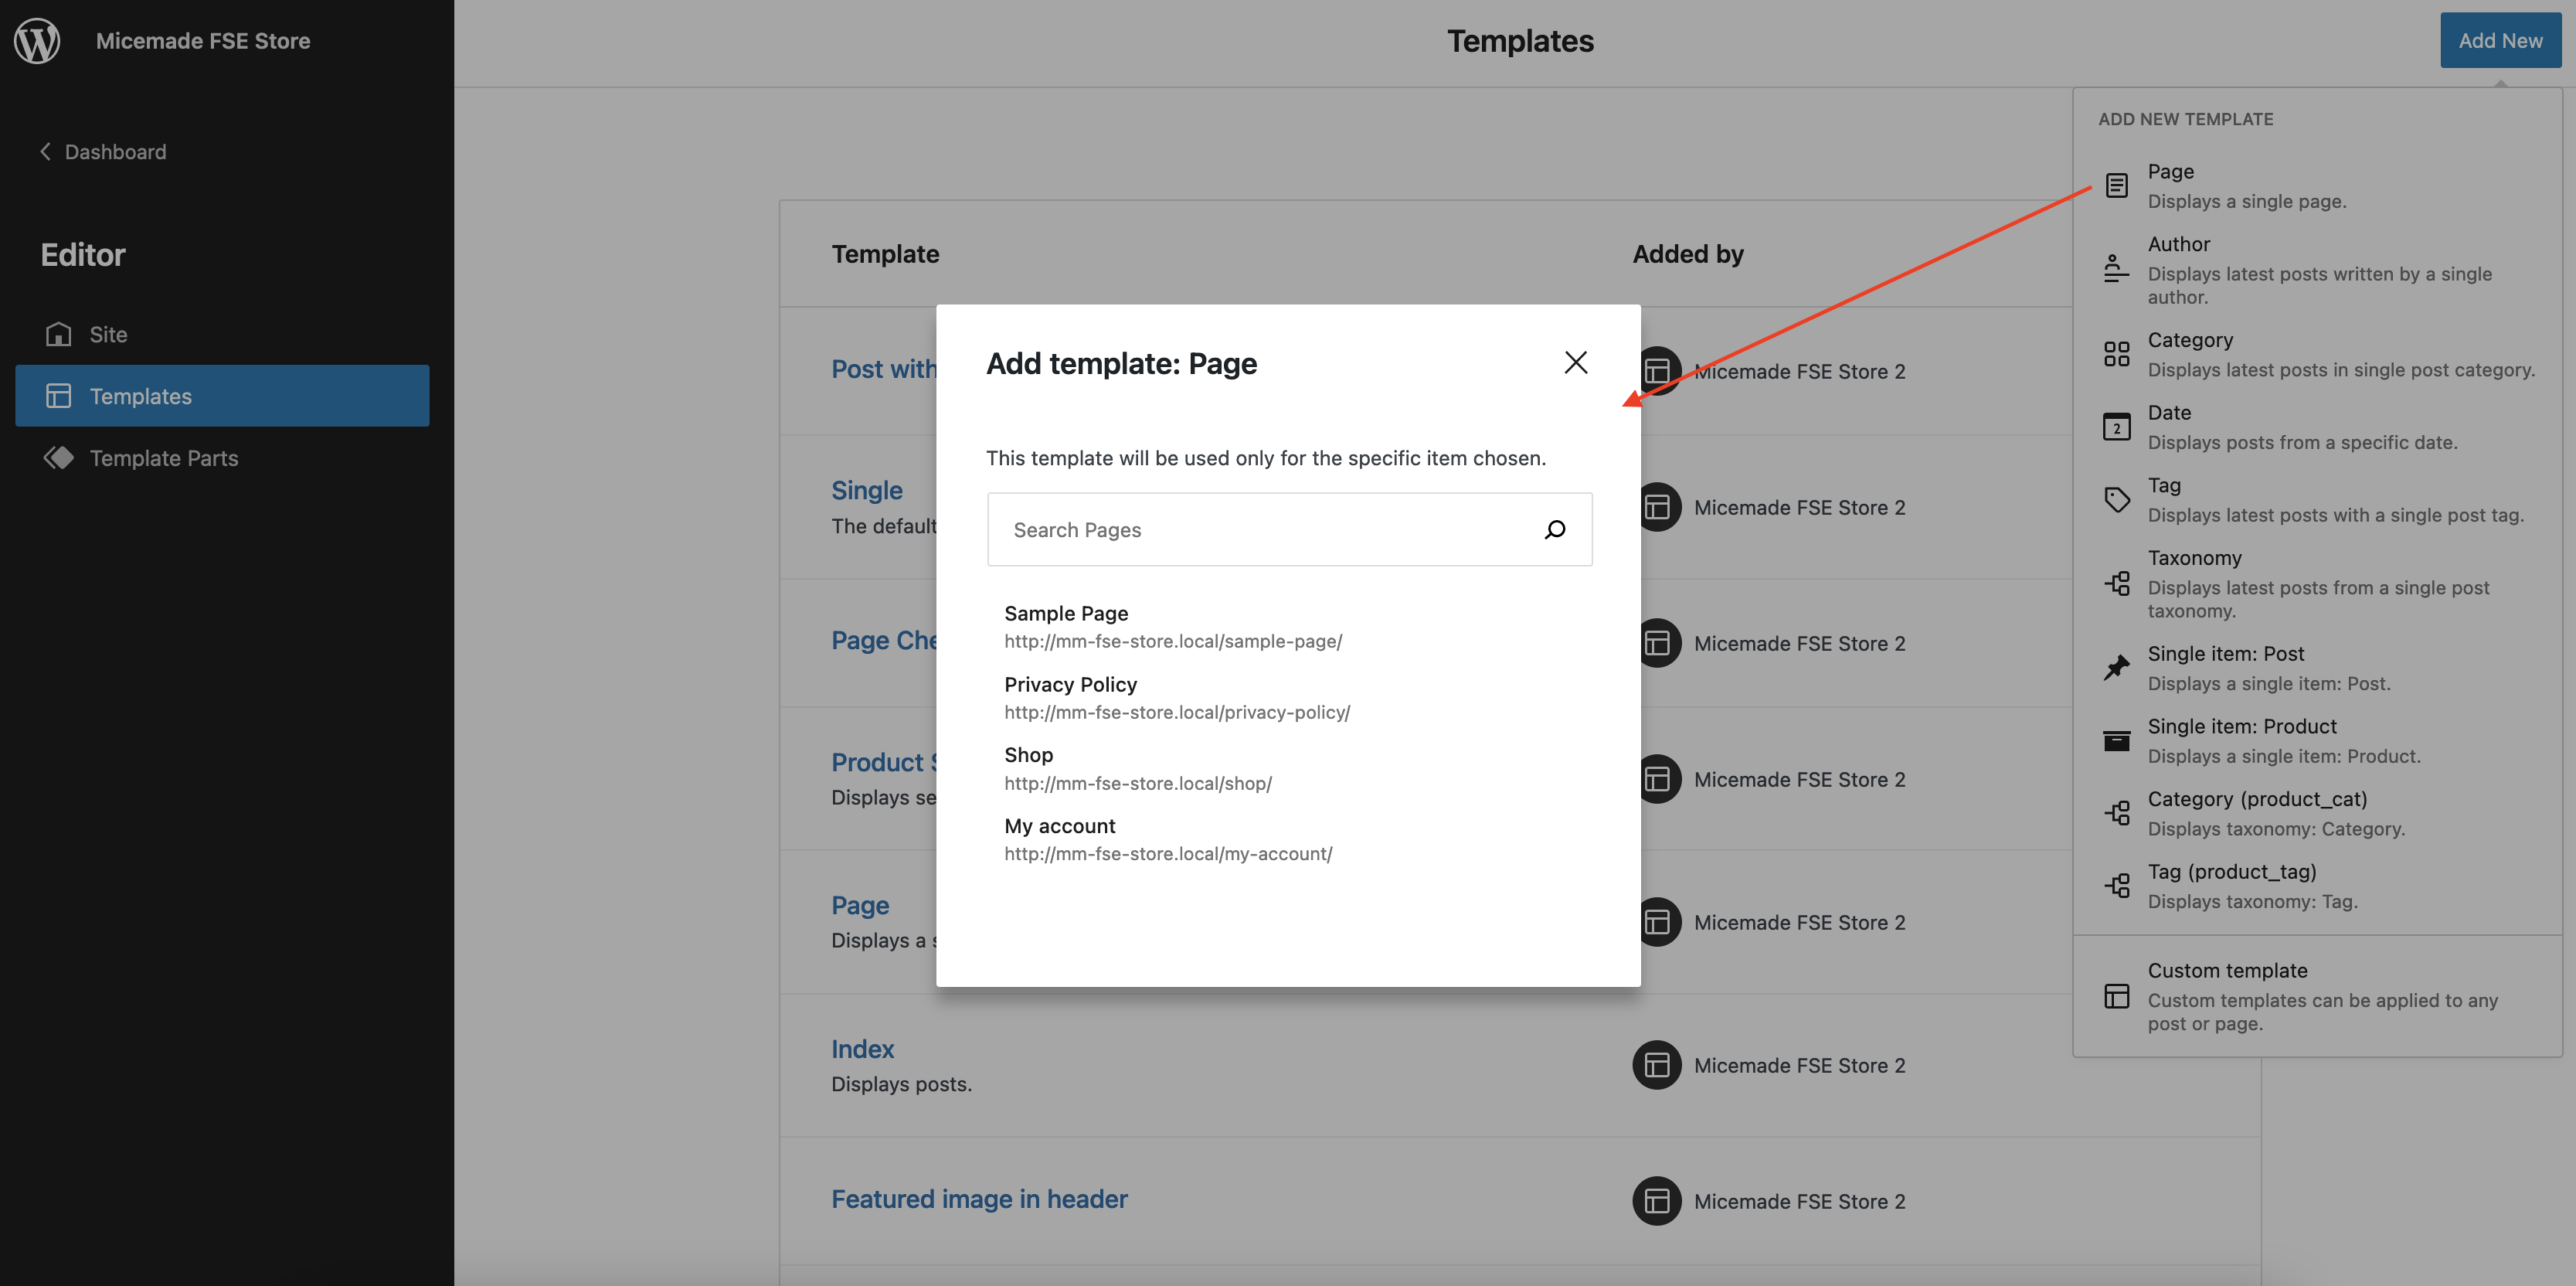 Micemade FSE Store
Dashboard
Editor
Site
Templates
Template Parts
Templates
Add New
Template
Added by
Post with
Micemade FSE Store 2
Single
The default
Micemade FSE Store 2
Page Che
Micemade FSE Store 2
Product S
Displays se
Micemade FSE Store 2
Page
Displays a s
Micemade FSE Store 2
Index
Displays posts.
Micemade FSE Store 2
Featured image in header
Micemade FSE Store 2
Add template: Page
This template will be used only for the specific item chosen.
Search Pages
Sample Page
http://mm-fse-store.local/sample-page/
Privacy Policy
http://mm-fse-store.local/privacy-policy/
Shop
http://mm-fse-store.local/shop/
My account
http://mm-fse-store.local/my-account/
ADD NEW TEMPLATE
Page
Displays a single page.
Author
Displays latest posts written by a single
author.
Category
Displays latest posts in single post category.
2
Date
Displays posts from a specific date.
Tag
Displays latest posts with a single post tag.
Taxonomy
Displays latest posts from a single post
taxonomy.
Single item: Post
Displays a single item: Post.
Single item: Product
Displays a single item: Product.
Category (product_cat)
Displays taxonomy: Category.
Tag (product_tag)
Displays taxonomy: Tag.
Custom template
Custom templates can be applied to any
post or page.